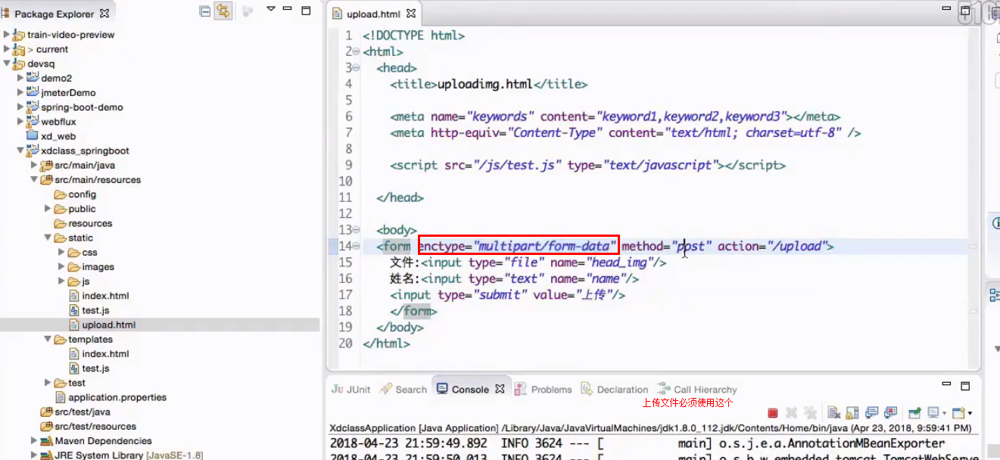 Package Explorer
train-video-preview
> current
devsq
demo2
jmeterDemo
spring-boot-demo
webflux
xd_web
xdclass_springboot
src/main/java
src/main/resources
config
public
resources
static
css
images
js
index.html
test.js
upload.html
templates
index.html
test.js
test
application.properties
src/test/java
src/test/resources
Maven Dependencies
JRE System Library [JavaSE-1.8]
upload.html
1 <!DOCTYPE html>
2 <html>
3 <head>
4 <title>uploadimg.html</title>
5
6 <meta name="keywords" content="keyword1,keyword2,keyword3"></meta>
7 <meta http-equiv="Content-Type" content="text/html; charset=utf-8" />
8
9 <script src="/js/test.js" type="text/javascript"></script>
10
11 </head>
12
13 <body>
14 <form enctype="multipart/form-data" method="post" action="/upload">
15 文件:<input type="file" name="head_img"/>
16 姓名:<input type="text" name="name"/>
17 <input type="submit" value="上传"/>
18 </form>
19 </body>
20 </html>
JUnit Search Console Problems Declaration Call Hierarchy
上传文件必须使用这个
XdclassApplication [Java Application] /Library/Java/JavaVirtualMachines/jdk1.8.0_112.jdk/Contents/Home/bin/java (Apr 23, 2018, 9:59:41 PM)
2018-04-23 21:59:49.892 INFO 3624 --- [ main] o.s.j.e.a.AnnotationMBeanExporter
2018-04-23 21:59:50.013 INFO 3624 --- [ main] o.s.b.w.embedded.tomcat.TomcatWebServe